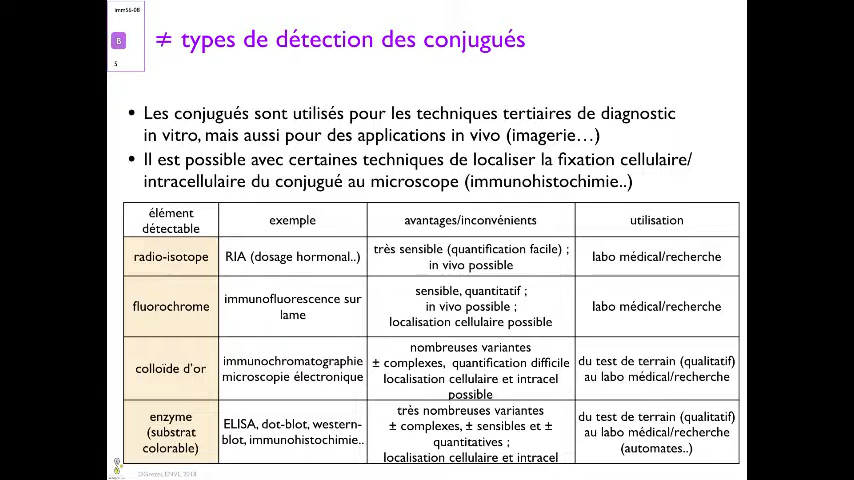 imm5S-08
B
5
≠ types de détection des conjugués
• Les conjugués sont utilisés pour les techniques tertiaires de diagnostic
in vitro, mais aussi pour des applications in vivo (imagerie…)
• Il est possible avec certaines techniques de localiser la fixation cellulaire/
intracellulaire du conjugué au microscope (immunohistochimie..)
élément
détectable
exemple
avantages/inconvénients
utilisation
radio-isotope
RIA (dosage hormonal..)
très sensible (quantification facile) ;
in vivo possible
labo médical/recherche
fluorochrome
immunofluorescence sur
lame
sensible, quantitatif ;
in vivo possible ;
localisation cellulaire possible
labo médical/recherche
colloïde d'or
immunochromatographie
microscopie électronique
nombreuses variantes
± complexes, quantification difficile
localisation cellulaire et intracel
possible
du test de terrain (qualitatif)
au labo médical/recherche
enzyme
(substrat
colorable)
ELISA, dot-blot, western-
blot, immunohistochimie..
très nombreuses variantes
± complexes, ± sensibles et ±
quantitatives ;
localisation cellulaire et intracel
du test de terrain (qualitatif)
au labo médical/recherche
(automates..)
ENVL 2018